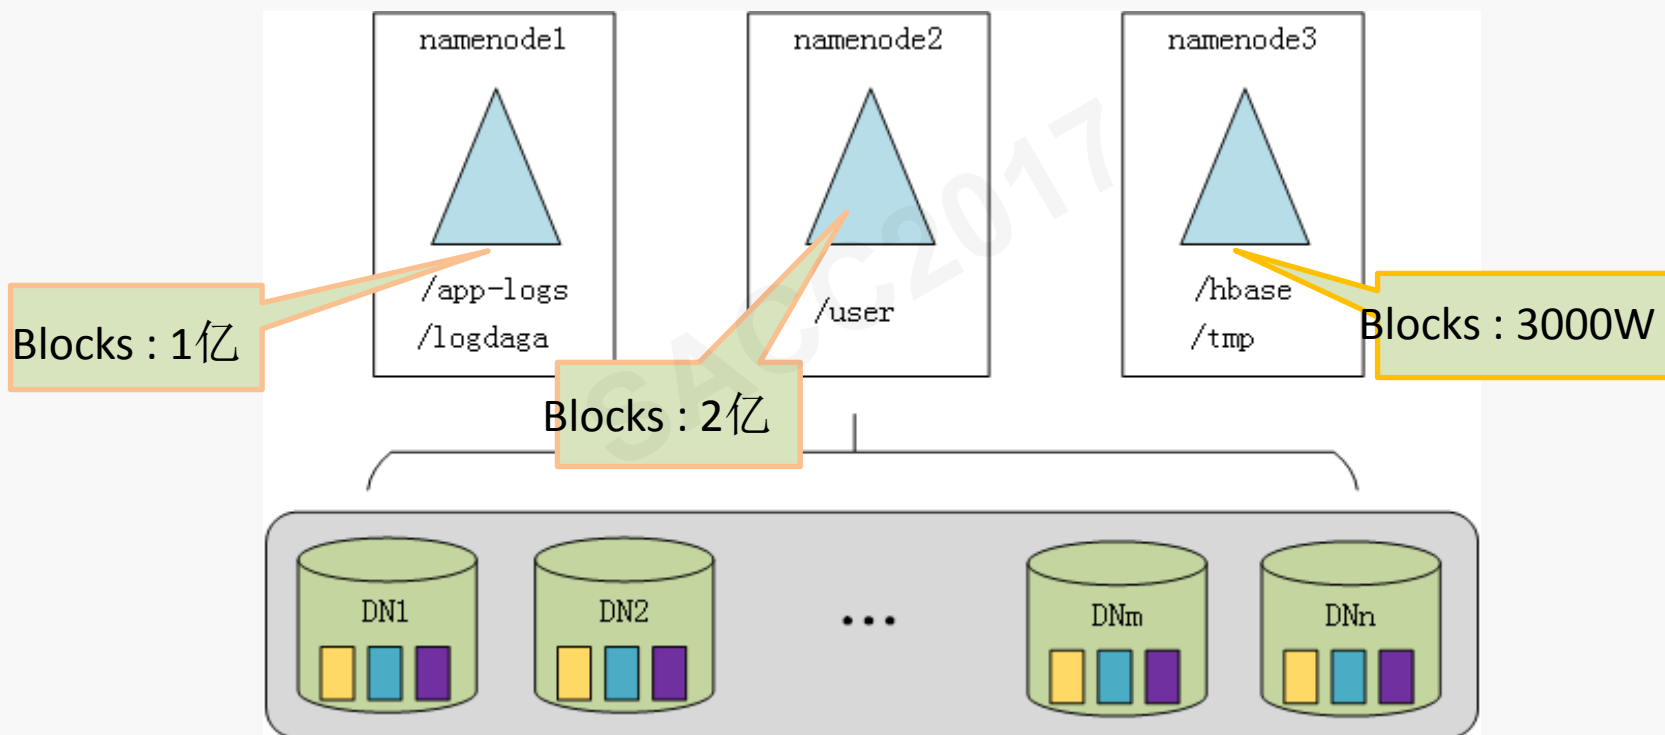 namenode1
namenode2
namenode3
/app-logs
/logdaga
/user
/hbase
/tmp
Blocks : 1亿
Blocks : 2亿
Blocks : 3000W
SACC2017
DN1
DN2
...
DNm
DNn